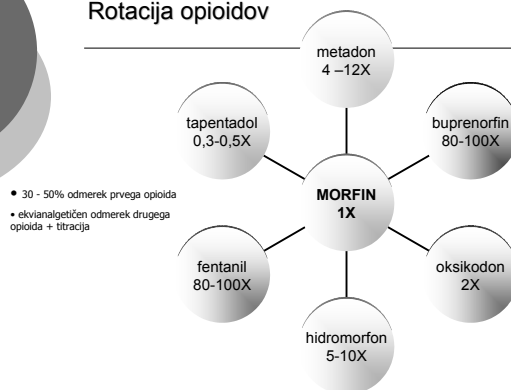 Rotacija opioidov
metadon
4 –12X
tapentadol
0,3-0,5X
buprenorfin
80-100X
• 30 - 50% odmerek prvega opioida
• ekvianalgetičen odmerek drugega
opioida + titracija
MORFIN
1X
fentanil
80-100X
oksikodon
2X
hidromorfon
5-10X